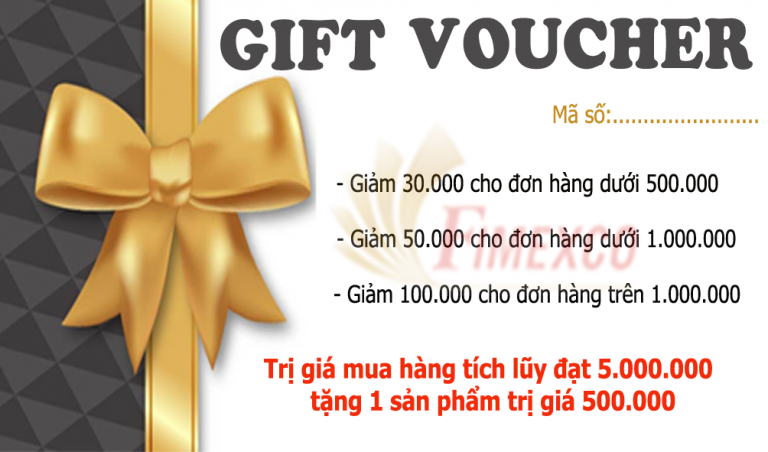 GIFT VOUCHER
Mã số:........................
- Giảm 30.000 cho đơn hàng dưới 500.000
- Giảm 50.000 cho đơn hàng dưới 1.000.000
FIMEXCO
- Giảm 100.000 cho đơn hàng trên 1.000.000
Trị giá mua hàng tích lũy đạt 5.000.000
tặng 1 sản phẩm trị giá 500.000